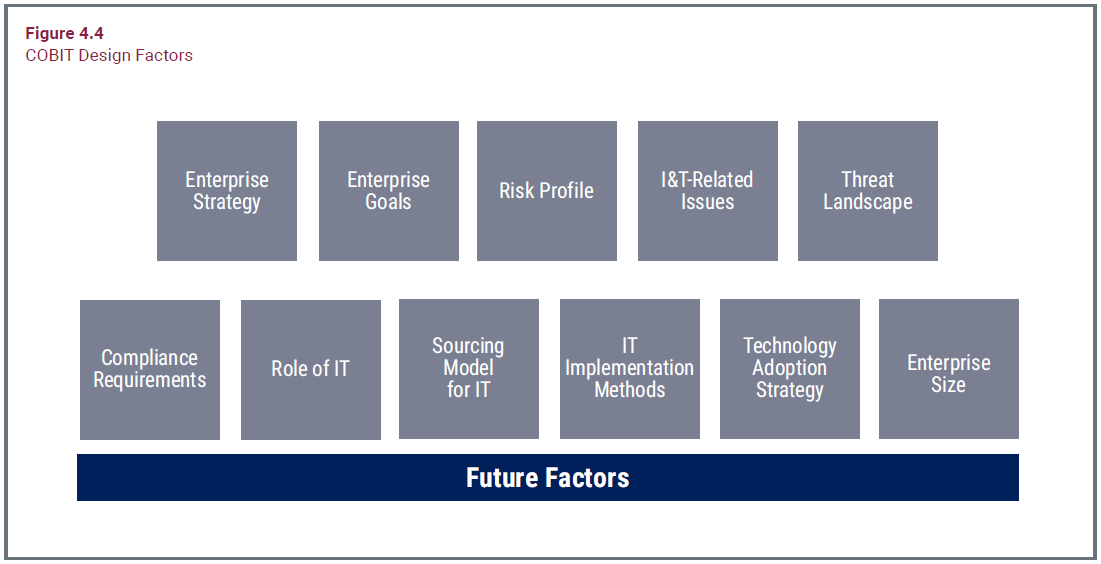 Figure 4.4
COBIT Design Factors
Enterprise
Strategy
Enterprise
Goals
Risk Profile
I&T-Related
Issues
Threat
Landscape
Compliance
Requirements
Role of IT
Sourcing
Model
for IT
IT
Implementation
Methods
Technology
Adoption
Strategy
Enterprise
Size
Future Factors